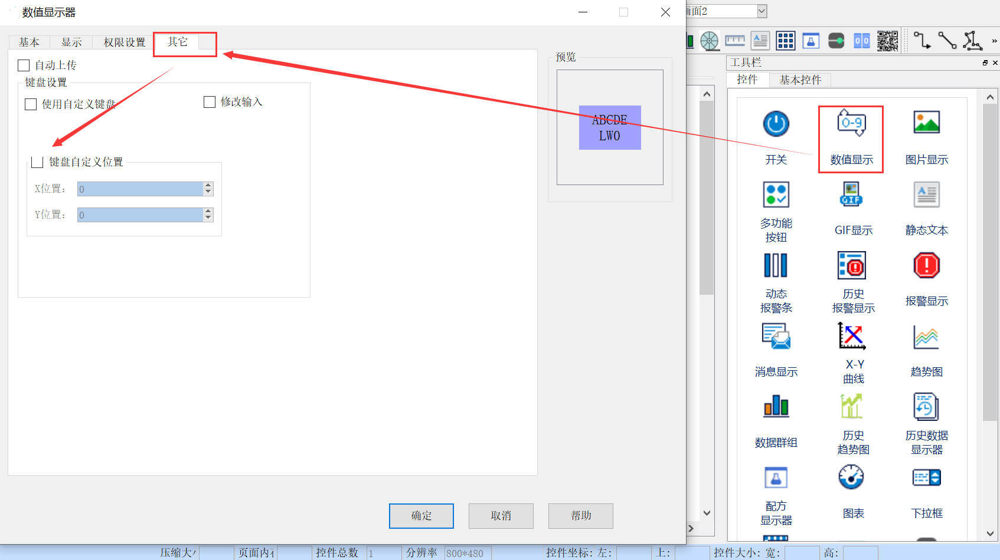 数值显示器
画面2
基本
显示
权限设置
其它
自动上传
键盘设置
使用自定义键盘
修改输入
键盘自定义位置
X位置:
0
Y位置:
0
预览
ABCDE
LWO
确定
取消
帮助
工具栏
控件
基本控件
开关
0-9
数值显示
图片显示
多功能
按钮
GIF
GIF显示
静态文本
动态
报警条
历史
报警显示
报警显示
消息显示
X-Y
曲线
趋势图
数据群组
历史
趋势图
历史数据
显示器
配方
显示器
图表
下拉框
压缩大
页面内
控件总数
1
分辨率
800*480
控件坐标: 左:
上:
控件大小: 宽:
高: